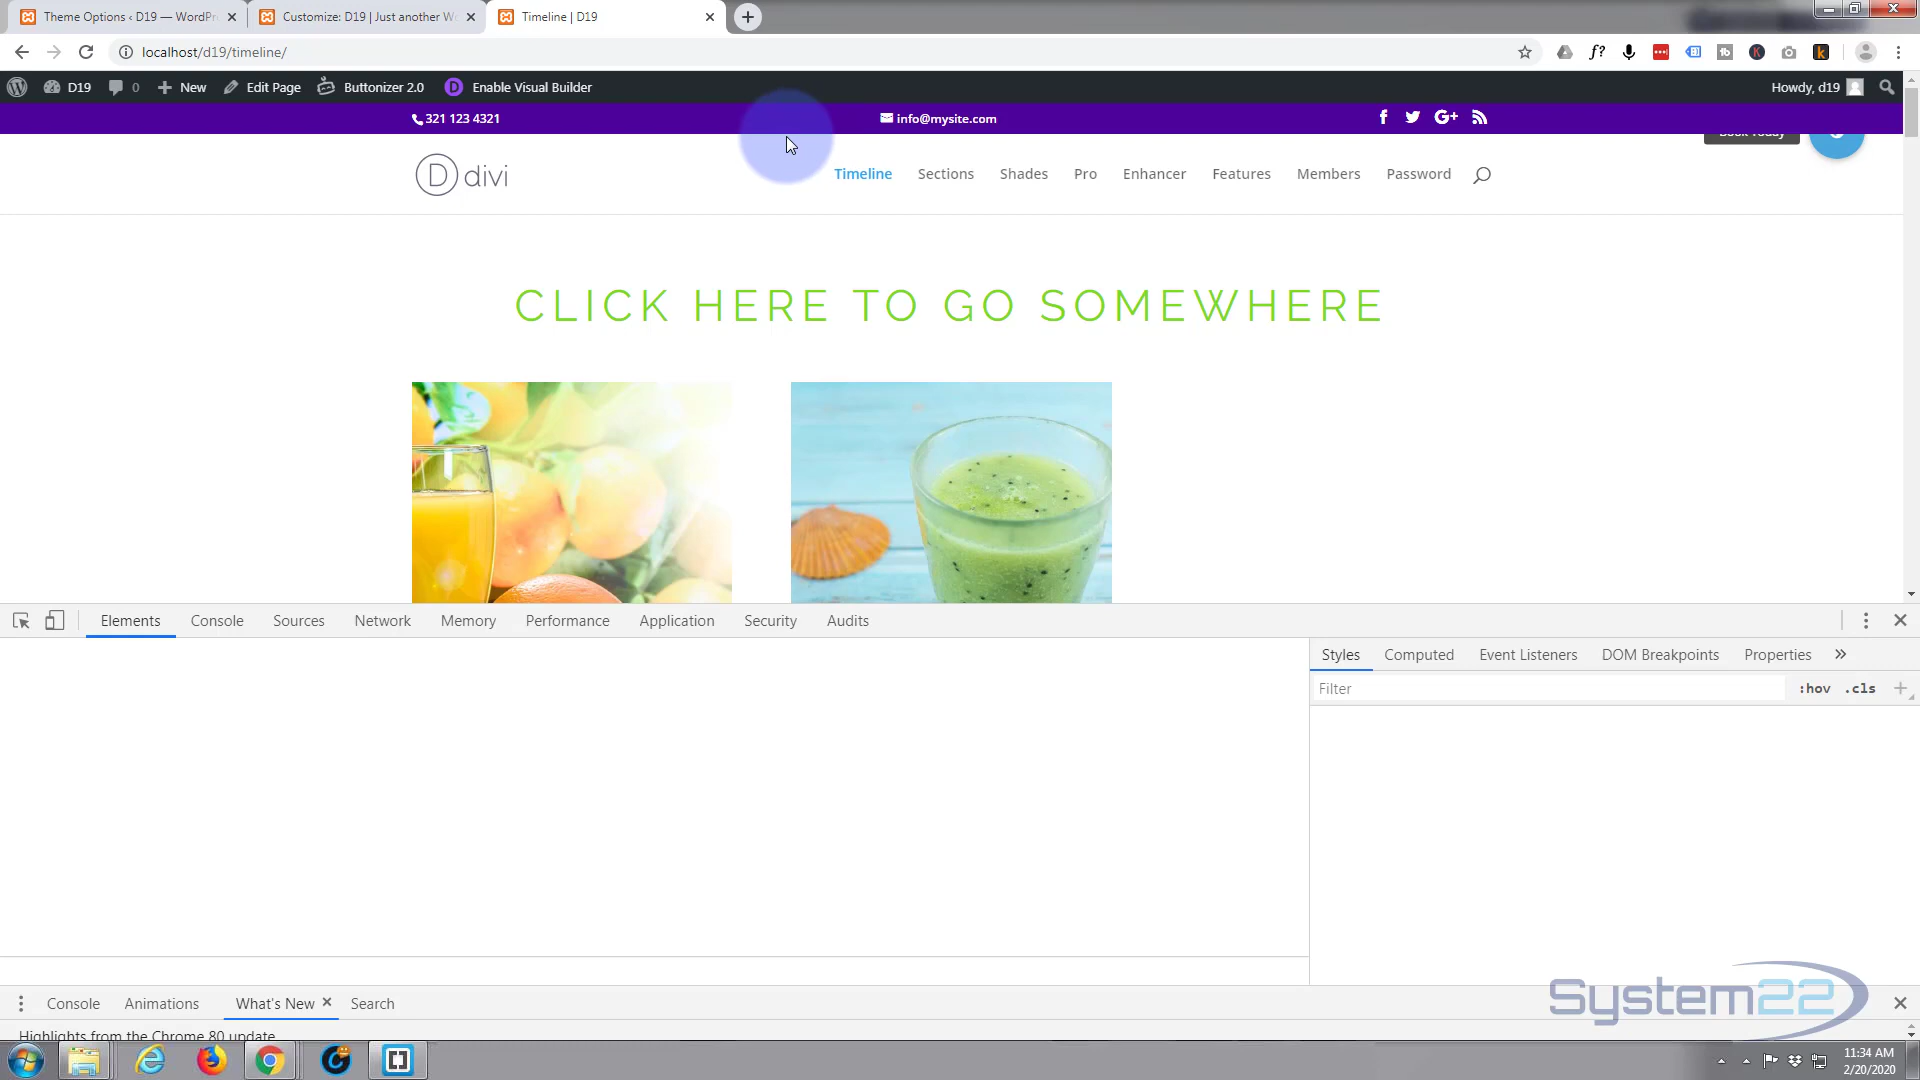 Theme Options ‹ D19 — WordPr
Customize: D19 | Just another Wo
Timeline | D19
localhost/d19/timeline/
D19
0
New
Edit Page
Buttonizer 2.0
Enable Visual Builder
Howdy, d19
321 123 4321
info@mysite.com
divi
Timeline
Sections
Shades
Pro
Enhancer
Features
Members
Password
CLICK HERE TO GO SOMEWHERE
Elements
Console
Sources
Network
Memory
Performance
Application
Security
Audits
Styles
Computed
Event Listeners
DOM Breakpoints
Properties
Filter
:hov
.cls
Console
Animations
What's New
Search
Highlights from the Chrome 80 update
System22
11:34 AM
2/20/2020